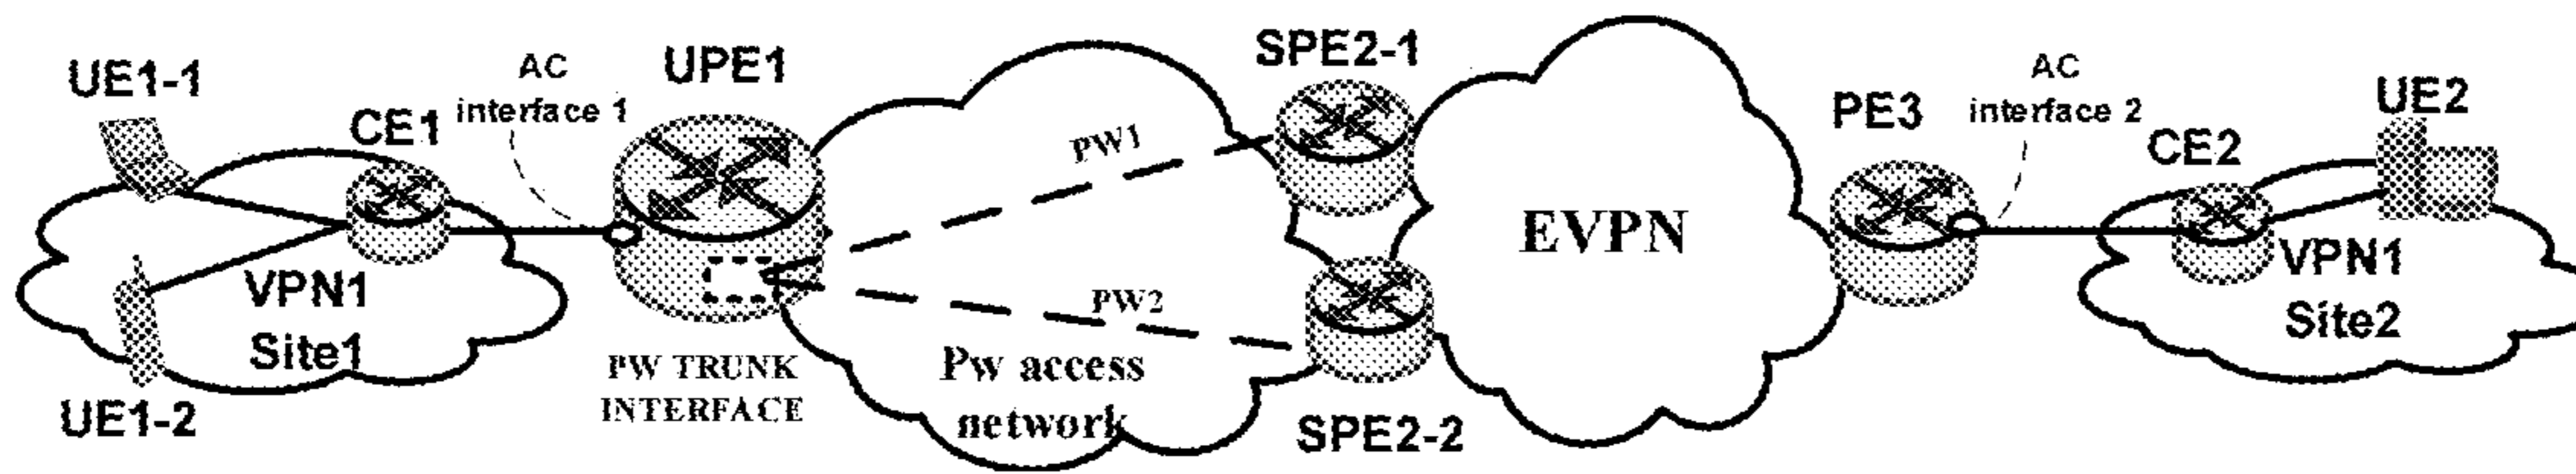 UE1-1
CE1
AC
interface 1
UPE1
VPN1
Site1
UE1-2
PW TRUNK
INTERFACE
PW1
PW2
Pw access
network
SPE2-1
SPE2-2
EVPN
PE3
AC
interface 2
CE2
UE2
VPN1
Site2